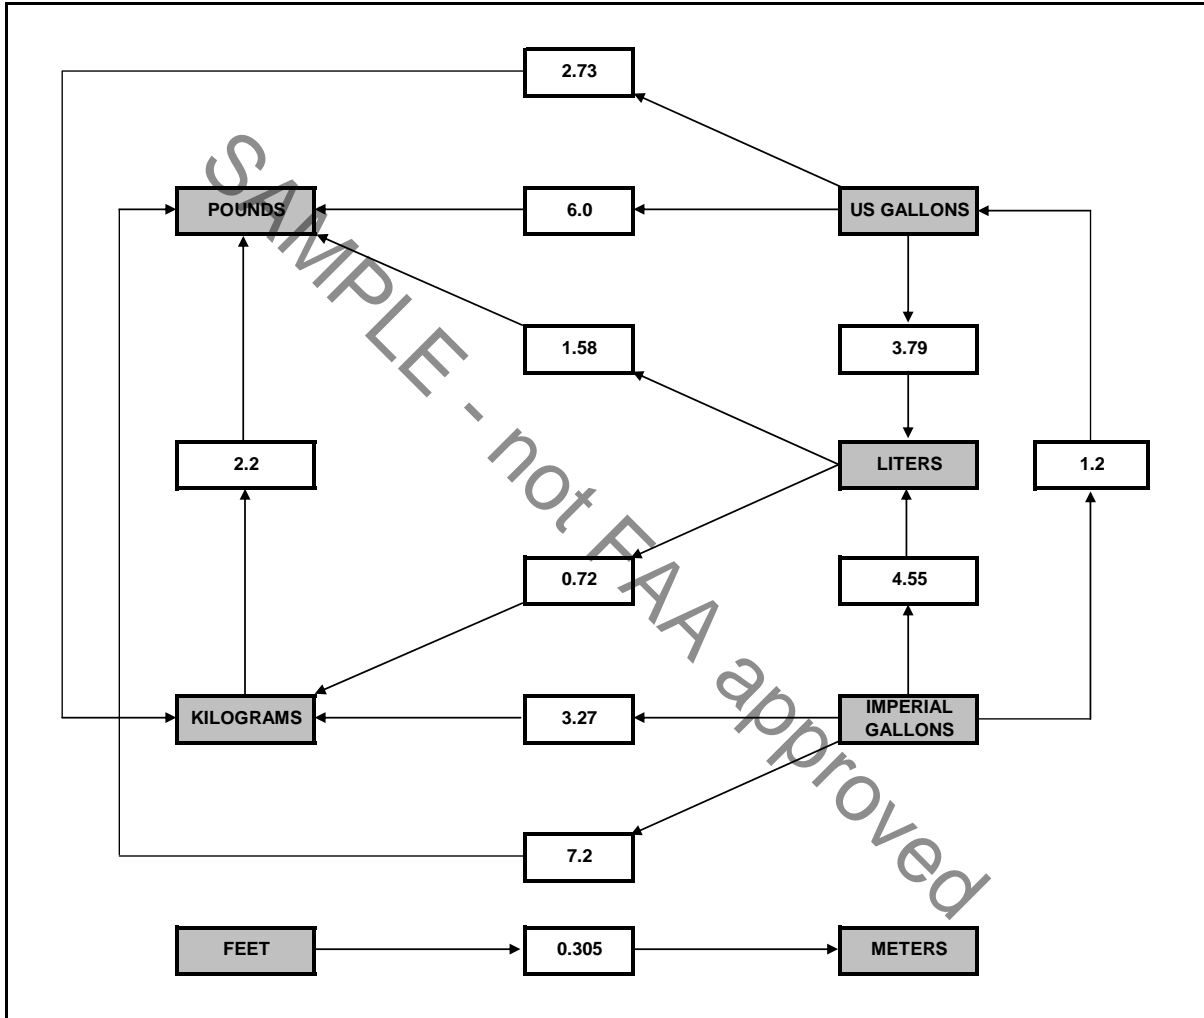 2.73
POUNDS
6.0
US GALLONS
1.58
3.79
2.2
LITERS
1.2
0.72
4.55
KILOGRAMS
3.27
IMPERIAL
GALLONS
7.2
FEET
0.305
METERS
SAMPLE - not FAA approved